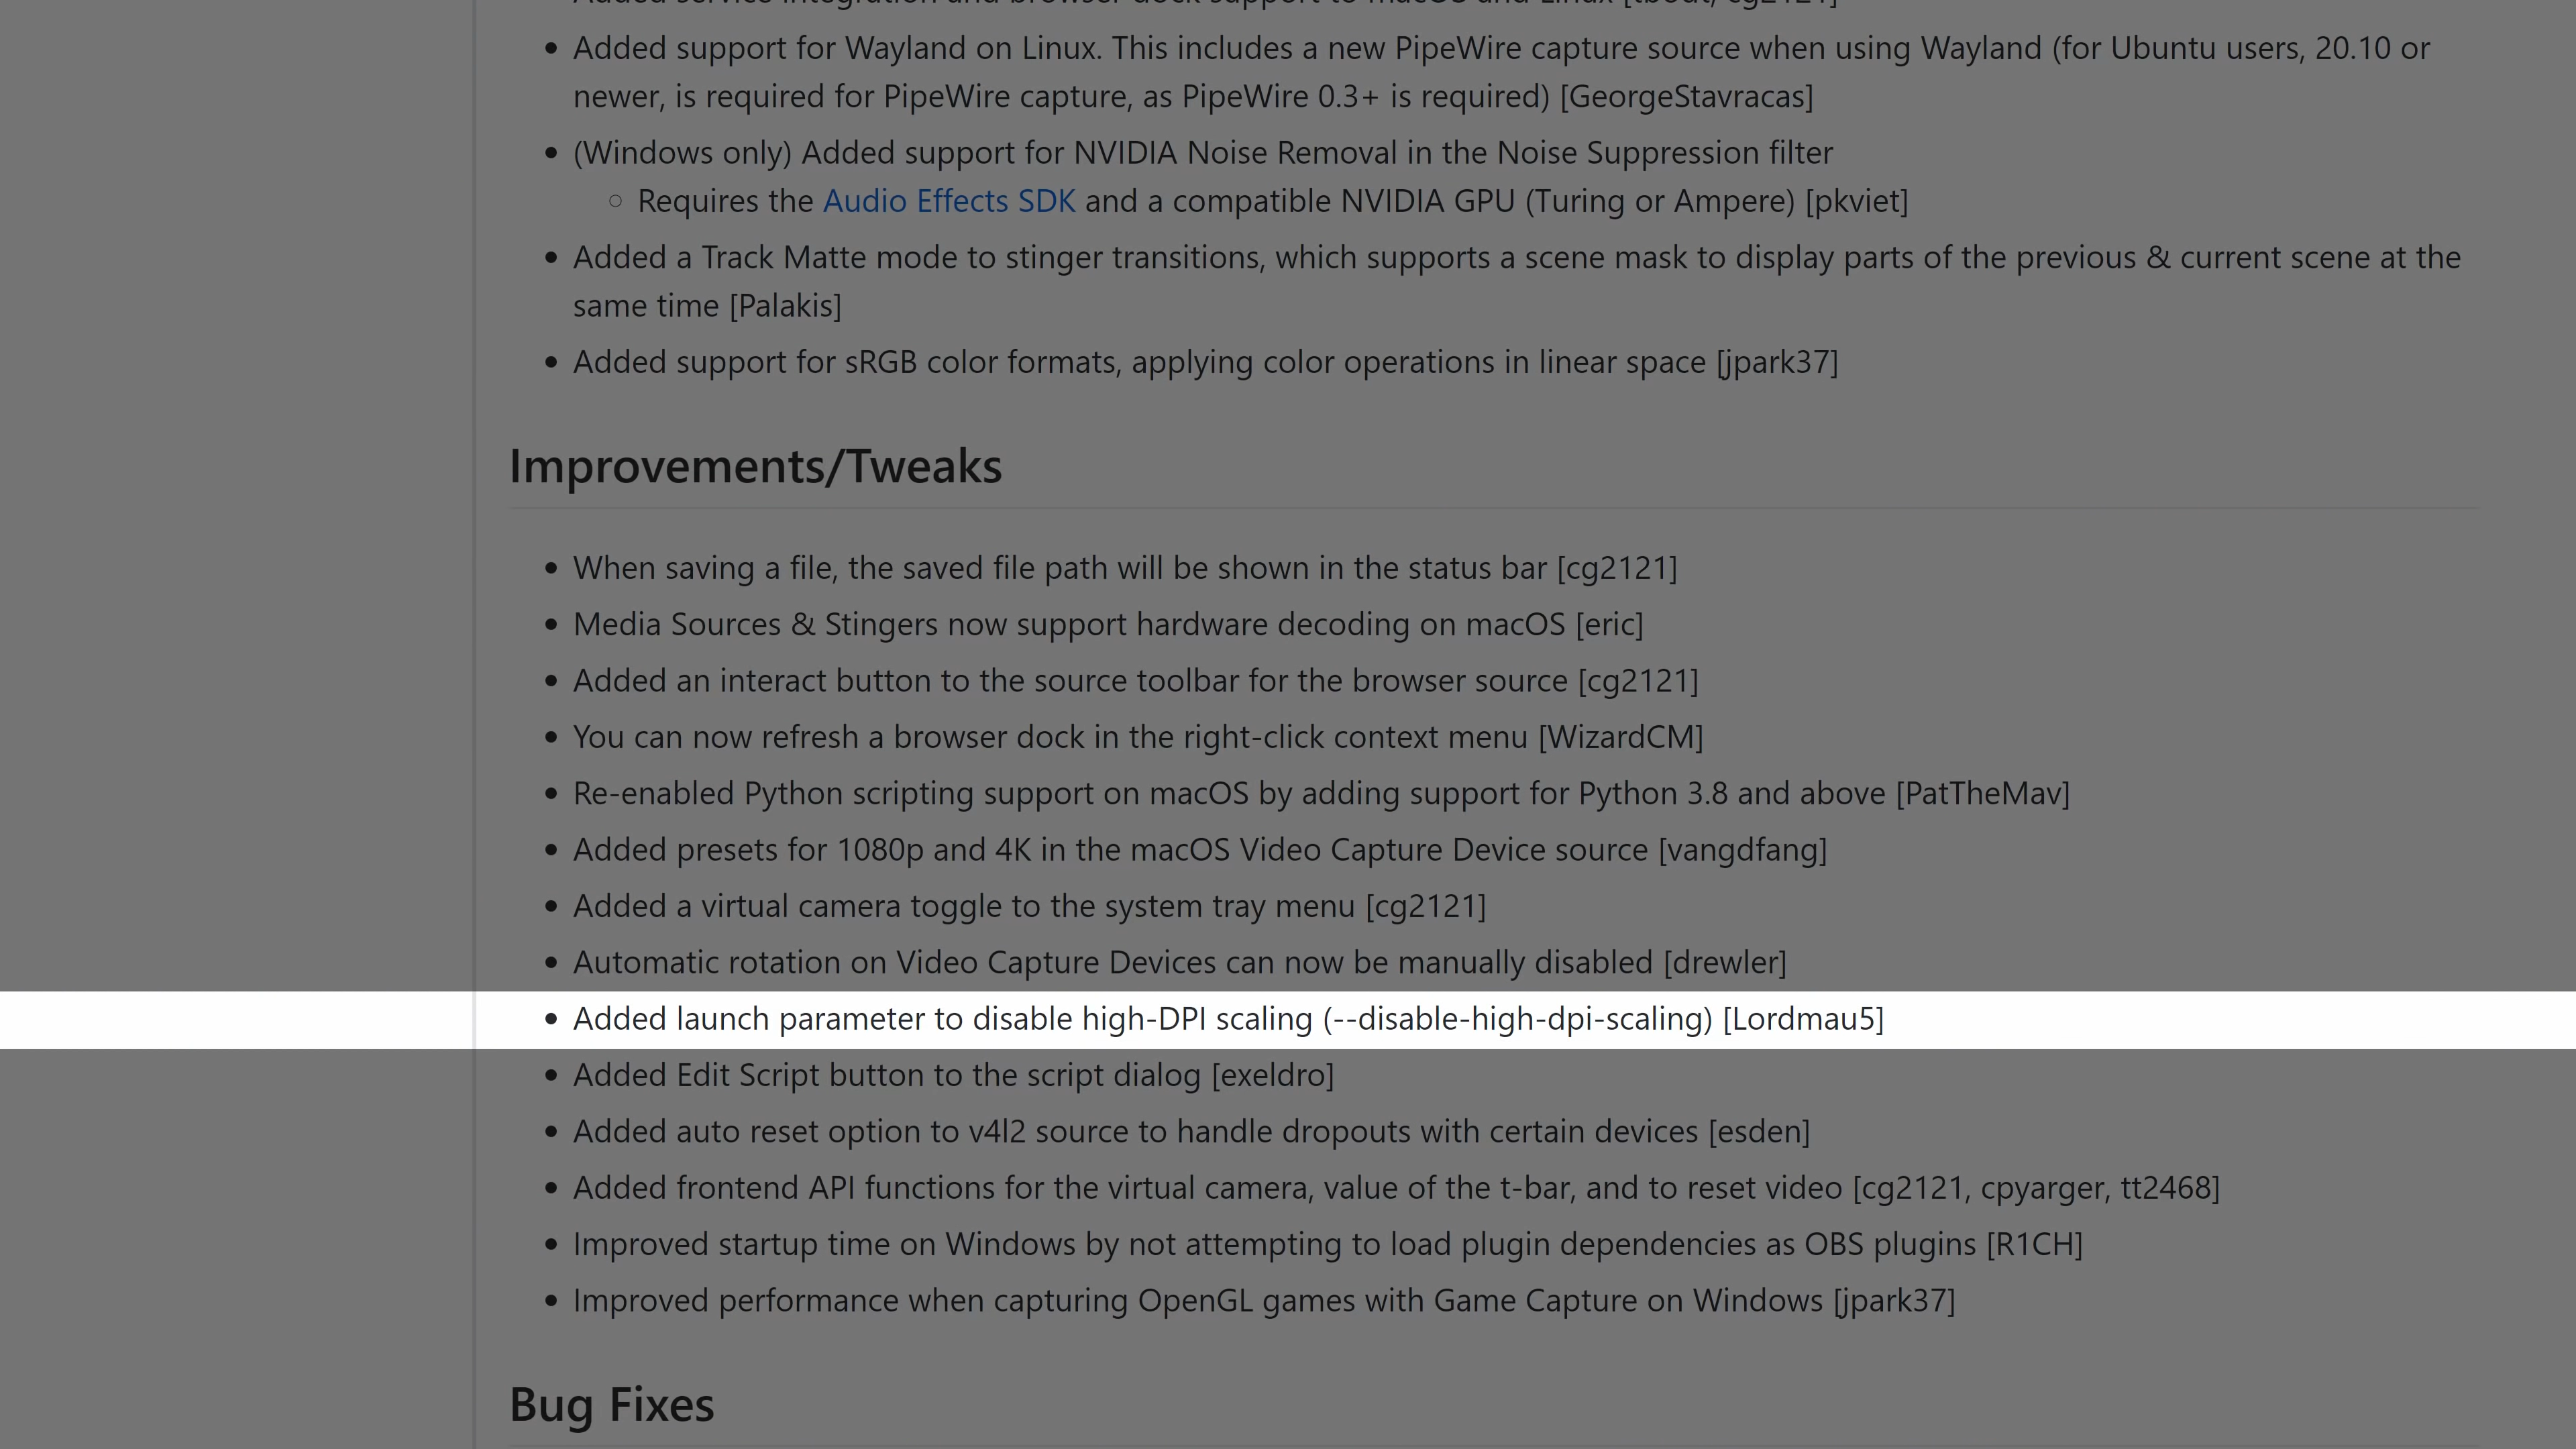 Added service integration and browser dock support to macOS and Linux [tbodt, cg2121]
Added support for Wayland on Linux. This includes a new PipeWire capture source when using Wayland (for Ubuntu users, 20.10 or
newer, is required for PipeWire capture, as PipeWire 0.3+ is required) [GeorgeStavracas]
(Windows only) Added support for NVIDIA Noise Removal in the Noise Suppression filter
Requires the Audio Effects SDK and a compatible NVIDIA GPU (Turing or Ampere) [pkviet]
Added a Track Matte mode to stinger transitions, which supports a scene mask to display parts of the previous & current scene at the
same time [Palakis]
Added support for sRGB color formats, applying color operations in linear space [jpark37]
Improvements/Tweaks
When saving a file, the saved file path will be shown in the status bar [cg2121]
Media Sources & Stingers now support hardware decoding on macOS [eric]
Added an interact button to the source toolbar for the browser source [cg2121]
You can now refresh a browser dock in the right-click context menu [WizardCM]
Re-enabled Python scripting support on macOS by adding support for Python 3.8 and above [PatTheMav]
Added presets for 1080p and 4K in the macOS Video Capture Device source [vangdfang]
Added a virtual camera toggle to the system tray menu [cg2121]
Automatic rotation on Video Capture Devices can now be manually disabled [drewler]
Added launch parameter to disable high-DPI scaling (--disable-high-dpi-scaling) [Lordmau5]
Added Edit Script button to the script dialog [exeldro]
Added auto reset option to v4l2 source to handle dropouts with certain devices [esden]
Added frontend API functions for the virtual camera, value of the t-bar, and to reset video [cg2121, cpyarger, tt2468]
Improved startup time on Windows by not attempting to load plugin dependencies as OBS plugins [R1CH]
Improved performance when capturing OpenGL games with Game Capture on Windows [jpark37]
Bug Fixes